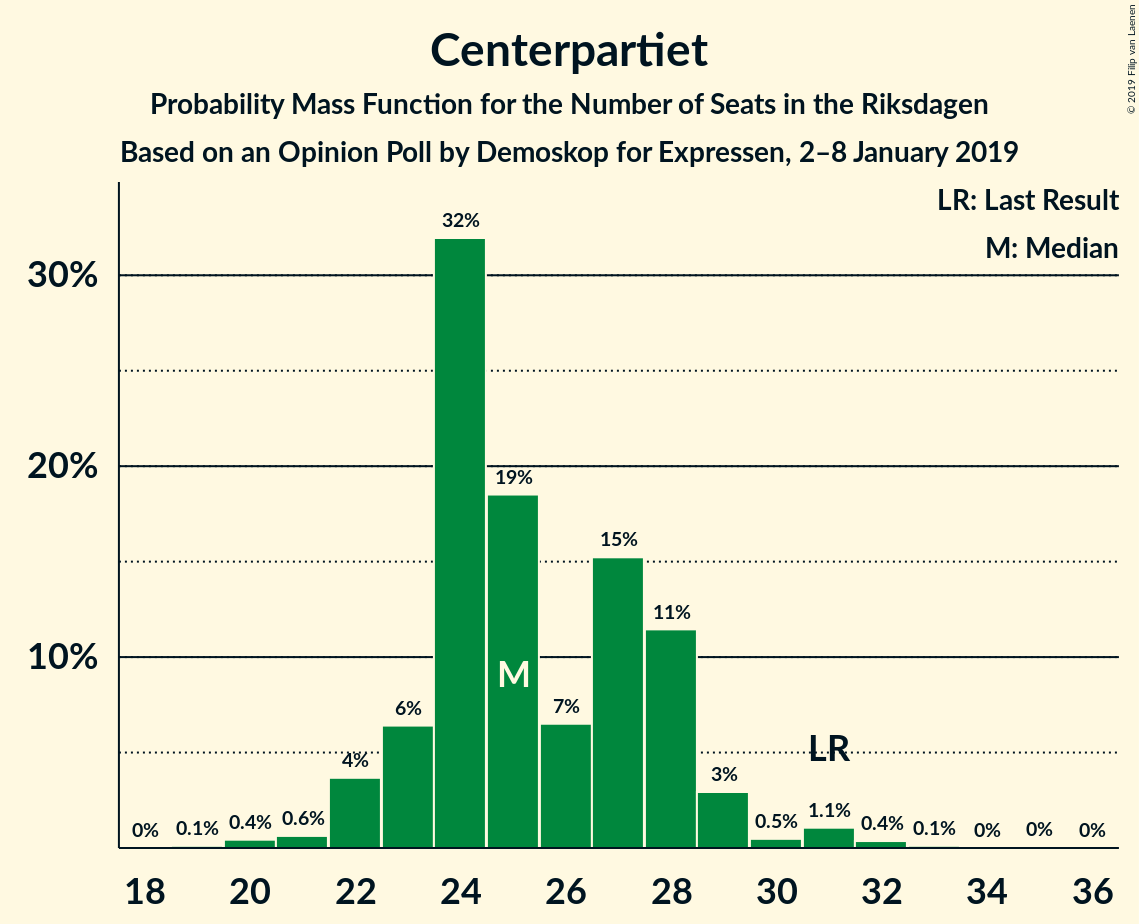 Centerpartiet
Probability Mass Function for the Number of Seats in the Riksdagen
Based on an Opinion Poll by Demoskop for Expressen, 2–8 January 2019
© 2019 Filip van Laenen
LR: Last Result
M: Median
30%
20%
10%
0%
0.1%
0.4%
0.6%
4%
6%
32%
19%
7%
15%
11%
3%
0.5%
1.1%
0.4%
0.1%
0%
0%
0%
M
LR
18 20 22 24 26 28 30 32 34 36